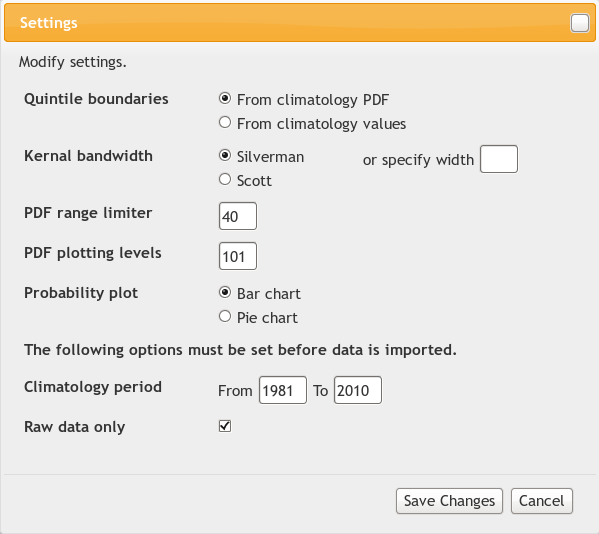 Settings
Modify settings.
Quintile boundaries From climatology PDF
From climatology values
Kernal bandwidth Silverman or specify width
Scott
PDF range limiter 40
PDF plotting levels 101
Probability plot Bar chart
Pie chart
The following options must be set before data is imported.
Climatology period From 1981 To 2010
Raw data only
Save Changes Cancel